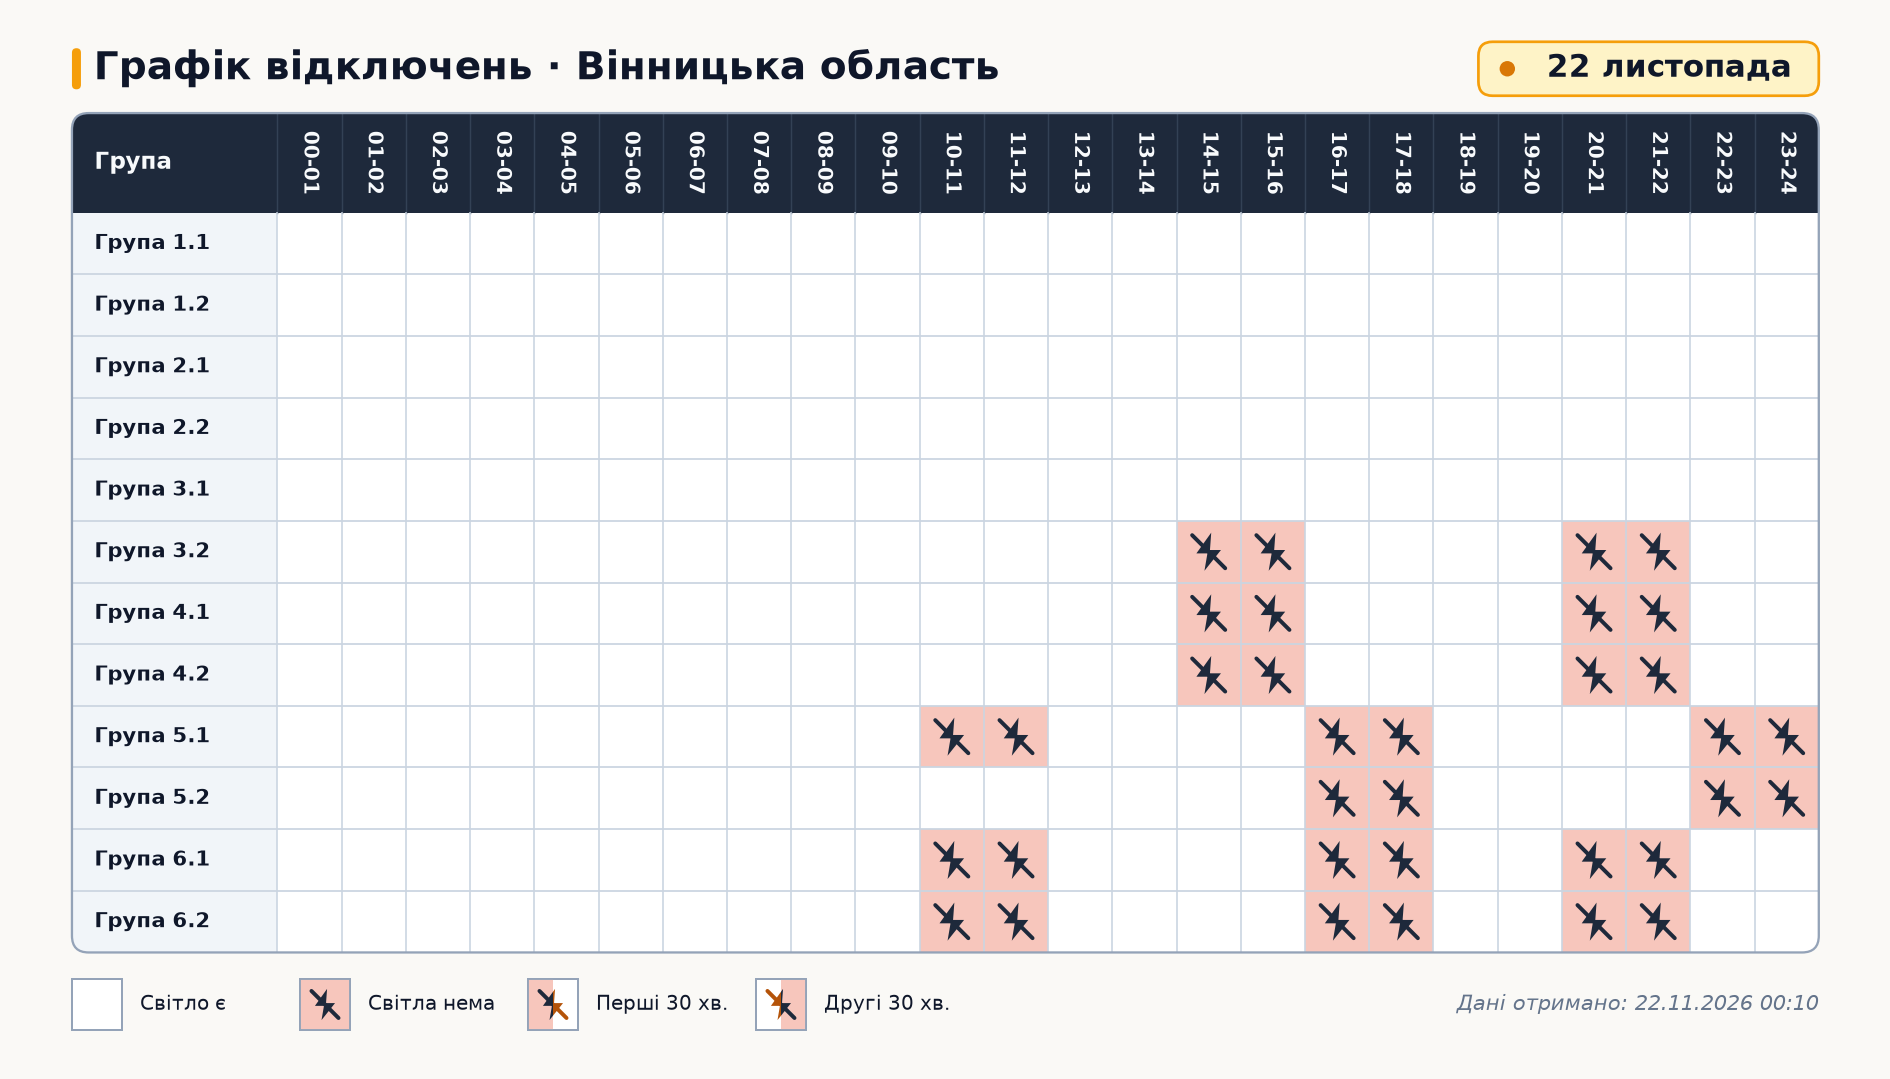 Графік відключень · Вінницька область
22 листопада
Група 00-01 01-02 02-03 03-04 04-05 05-06 06-07 07-08 08-09 09-10 10-11 11-12 12-13 13-14 14-15 15-16 16-17 17-18 18-19 19-20 20-21 21-22 22-23 23-24
Група 1.1
Група 1.2
Група 2.1
Група 2.2
Група 3.1
Група 3.2
Група 4.1
Група 4.2
Група 5.1
Група 5.2
Група 6.1
Група 6.2
Світло є Світла нема Перші 30 хв. Другі 30 хв.
Дані отримано: 22.11.2026 00:10